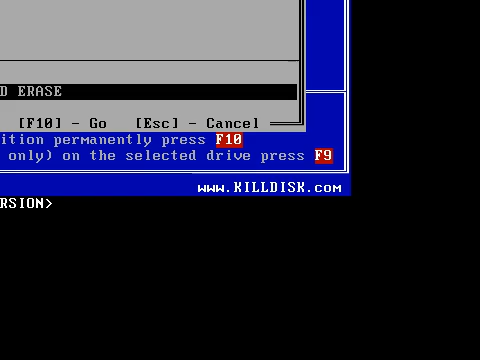 D ERASE
[F10] - Go [Esc] - Cancel
ition permanently press F10
only) on the selected drive press F9
www.KILLDISK.com
RSION>